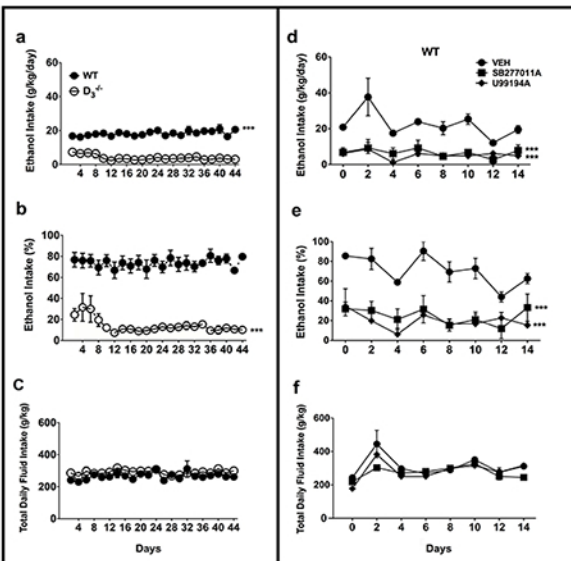 a
Ethanol Intake (g/kg/day)
60
40
20
0
WT
D₃⁻/⁻
***
4 8 12 16 20 24 28 32 36 40 44
b
Ethanol Intake (%)
100
80
60
40
20
0
***
4 8 12 16 20 24 28 32 36 40 44
C
Total Daily Fluid Intake (g/kg)
600
400
200
0
4 8 12 16 20 24 28 32 36 40 44
Days
d
WT
Ethanol Intake (g/kg/day)
60
40
20
0
VEH
SB277011A
U99194A
***
***
0 2 4 6 8 10 12 14
e
Ethanol Intake (%)
100
80
60
40
20
0
***
***
0 2 4 6 8 10 12 14
f
Total Daily Fluid Intake (g/kg)
600
400
200
0
0 2 4 6 8 10 12 14
Days